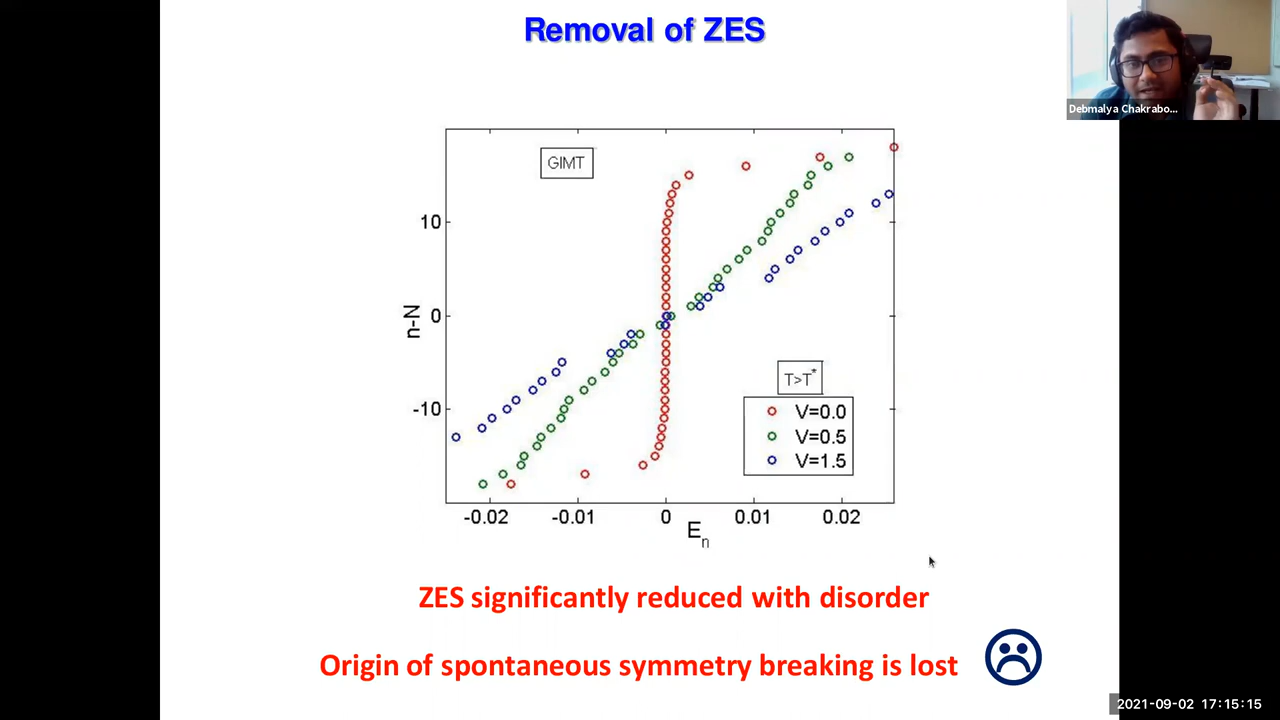 Removal of ZES
Debmalya Chakrabo...
GIMT
10
0
-10
n-N
T>T*
V=0.0
V=0.5
V=1.5
-0.02 -0.01 0 0.01 0.02
En
ZES significantly reduced with disorder
Origin of spontaneous symmetry breaking is lost
2021-09-02 17:15:15